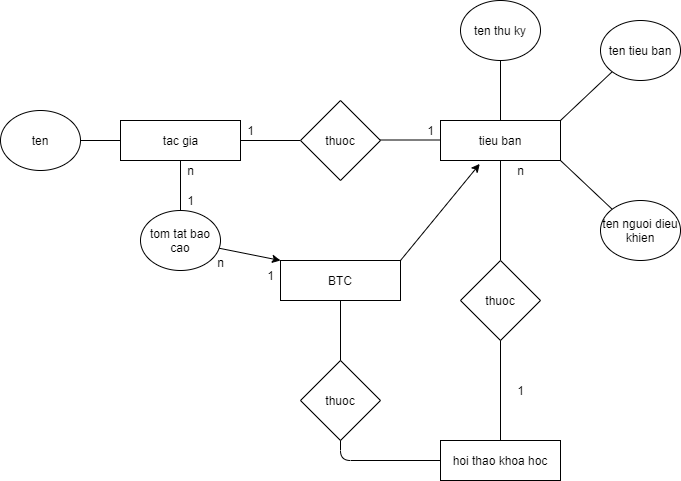 ten thu ky
ten tieu ban
ten
tac gia
1
thuoc
1
tieu ban
n
n
1
tom tat bao
cao
ten nguoi dieu
khien
n
1
BTC
thuoc
1
thuoc
hoi thao khoa hoc